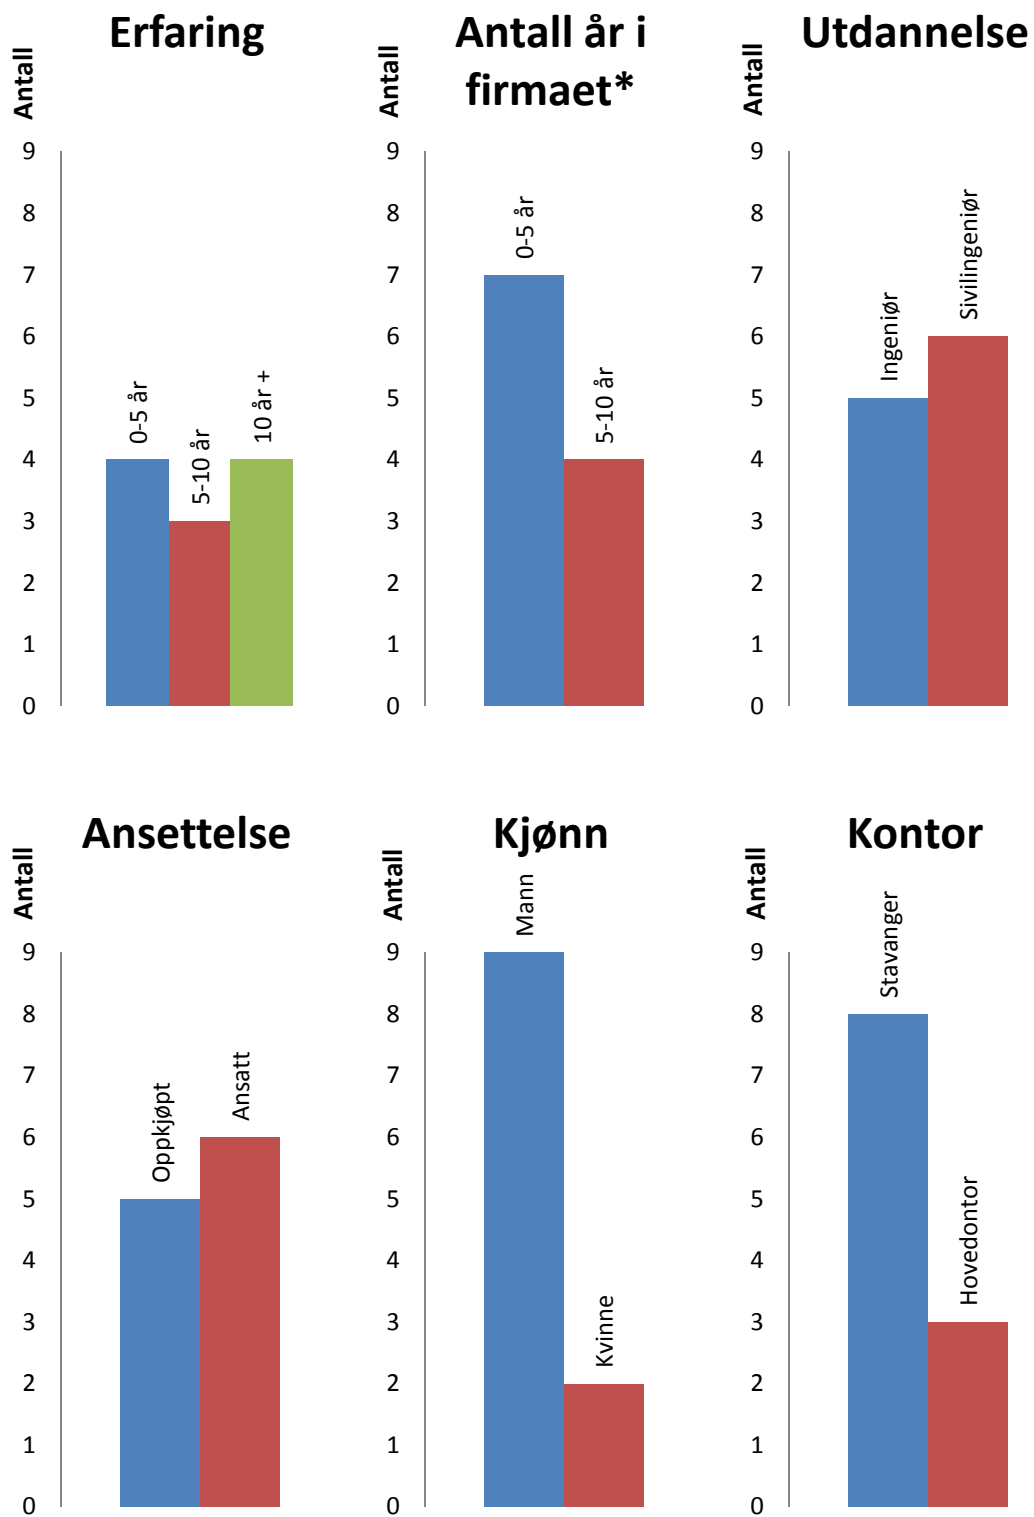 Erfaring
Antall
9
8
7
6
5
4
3
2
1
0
0-5 år
5-10 år
10 år +
Antall år i
firmaet*
Antall
9
8
7
6
5
4
3
2
1
0
0-5 år
5-10 år
Utdannelse
Antall
9
8
7
6
5
4
3
2
1
0
Ingeniør
Sivilingeniør
Ansettelse
Antall
9
8
7
6
5
4
3
2
1
0
Oppkjøpt
Ansatt
Kjønn
Antall
9
8
7
6
5
4
3
2
1
0
Mann
Kvinne
Kontor
Antall
9
8
7
6
5
4
3
2
1
0
Stavanger
Hovedontor